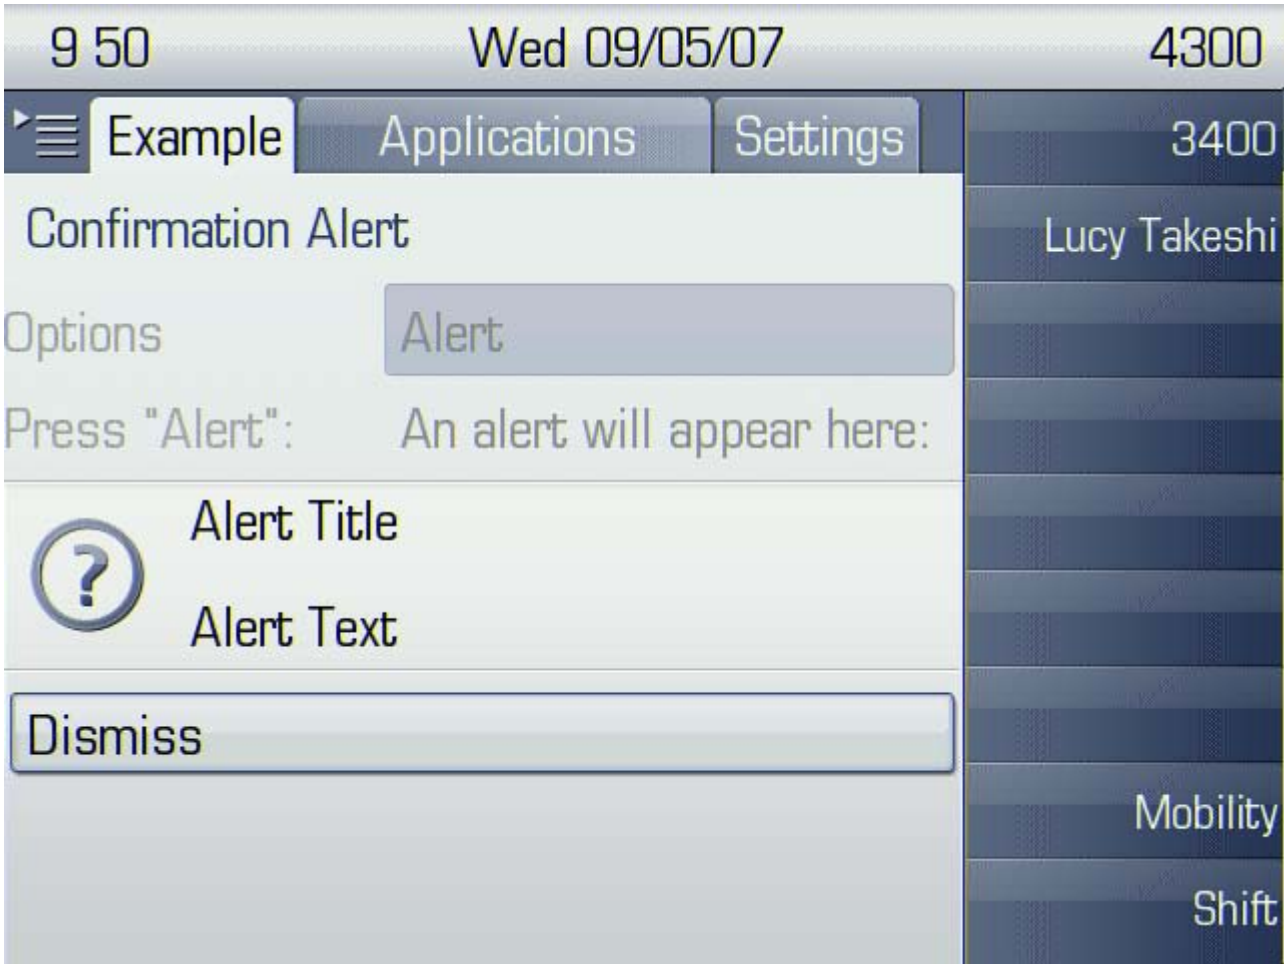 9 50 Wed 09/05/07 4300
Example Applications Settings
3400
Confirmation Alert
Lucy Takeshi
Options Alert
Press "Alert": An alert will appear here:
?
Alert Title
Alert Text
Dismiss
Mobility
Shift